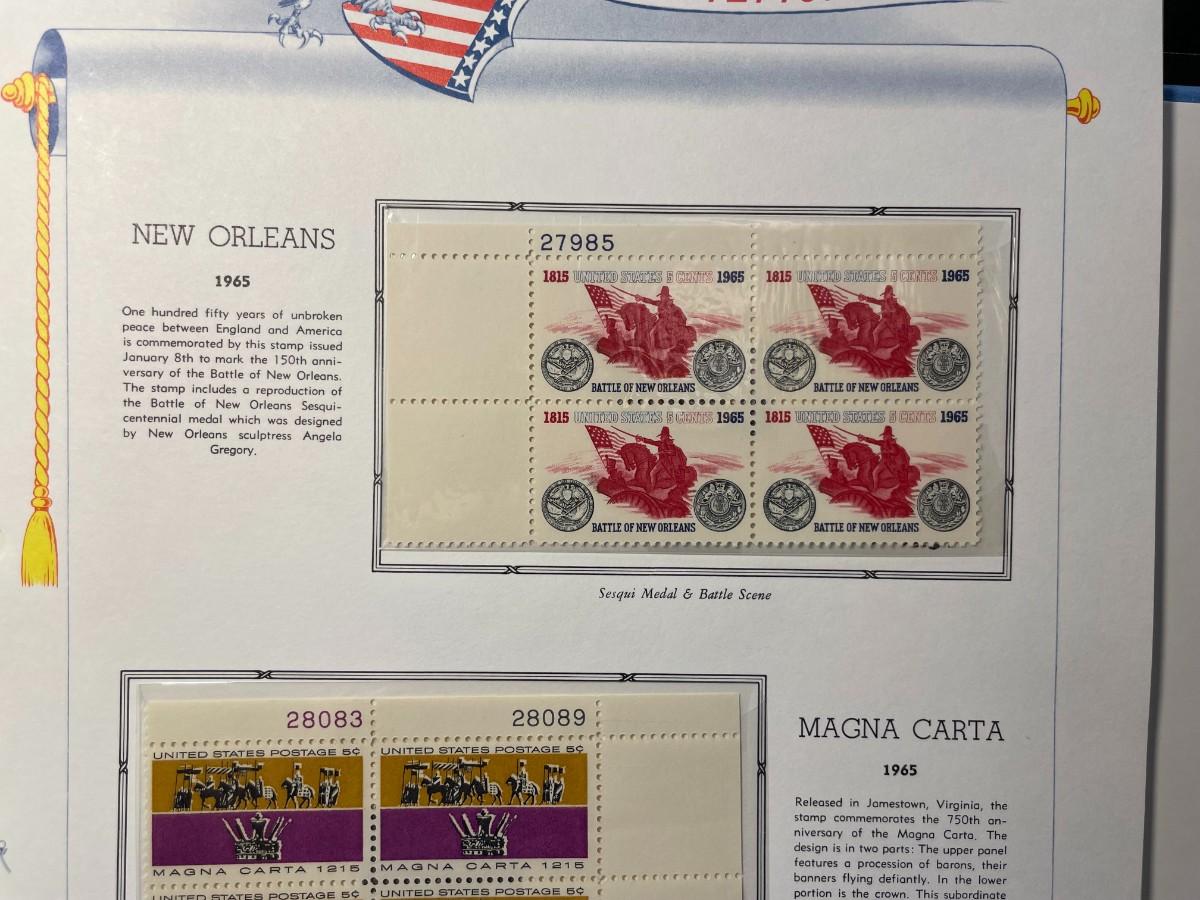 NEW ORLEANS
1965
One hundred fifty years of unbroken
peace between England and America
is commemorated by this stamp issued
January 8th to mark the 150th anni-
versary of the Battle of New Orleans.
The stamp includes a reproduction of
the Battle of New Orleans Sesqui-
centennial medal which was designed
by New Orleans sculptress Angela
Gregory.
27985
1815 UNITED STATES 5 CENTS 1965
BATTLE OF NEW ORLEANS
1815 UNITED STATES 5 CENTS 1965
BATTLE OF NEW ORLEANS
1815 UNITED STATES 5 CENTS 1965
BATTLE OF NEW ORLEANS
1815 UNITED STATES 5 CENTS 1965
BATTLE OF NEW ORLEANS
Sesqui Medal & Battle Scene
28083
28089
UNITED STATES POSTAGE 5¢
MAGNA CARTA 1215
UNITED STATES POSTAGE 5¢
MAGNA CARTA 1215
UNITED STATES POSTAGE 5¢
UNITED STATES POSTAGE 5¢
MAGNA CARTA
1965
Released in Jamestown, Virginia, the
stamp commemorates the 750th an-
niversary of the Magna Carta. The
design is in two parts: The upper panel
features a procession of barons, their
banners flying defiantly. In the lower
portion is the crown. This subordinate